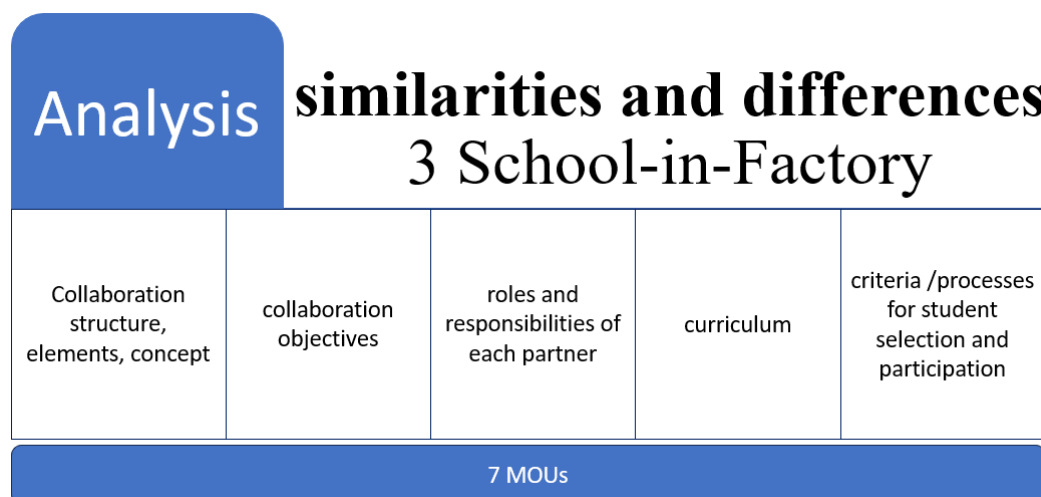 Analysis
similarities and differences
3 School-in-Factory
Collaboration
structure,
elements, concept
collaboration
objectives
roles and
responsibilities of
each partner
curriculum
criteria /processes
for student
selection and
participation
7 MOUs